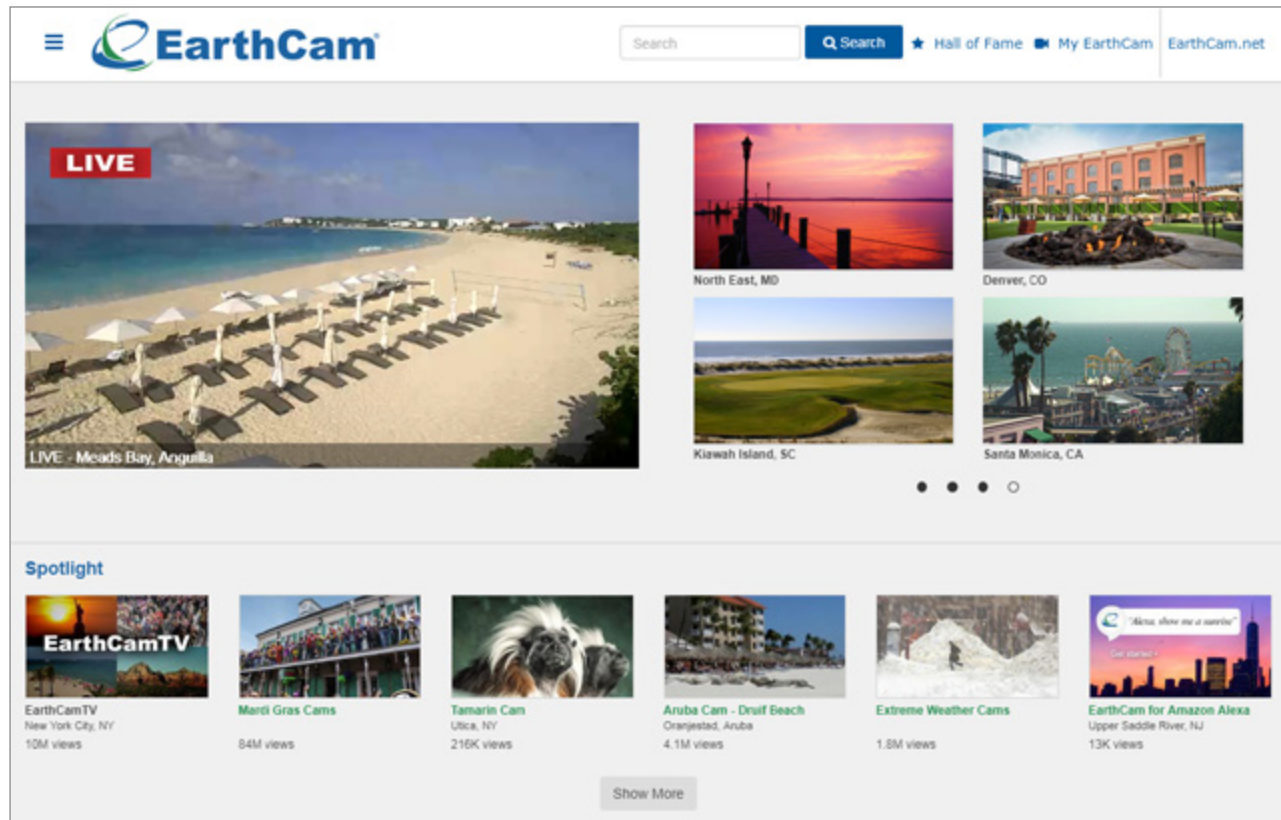 EarthCam
Search
Search
Hall of Fame
My EarthCam
EarthCam.net
LIVE
LIVE - Meads Bay, Anguilla
North East, MD
Denver, CO
Kiawah Island, SC
Santa Monica, CA
Spotlight
EarthCamTV
EarthCamTV
New York City, NY
10M views
Mardi Gras Cams
84M views
Tamarin Cam
Utica, NY
216K views
Aruba Cam - Druif Beach
Oranjestad, Aruba
4.1M views
Extreme Weather Cams
1.8M views
"Alexa, show me a sunrise"
Get started
EarthCam for Amazon Alexa
Upper Saddle River, NJ
13K views
Show More